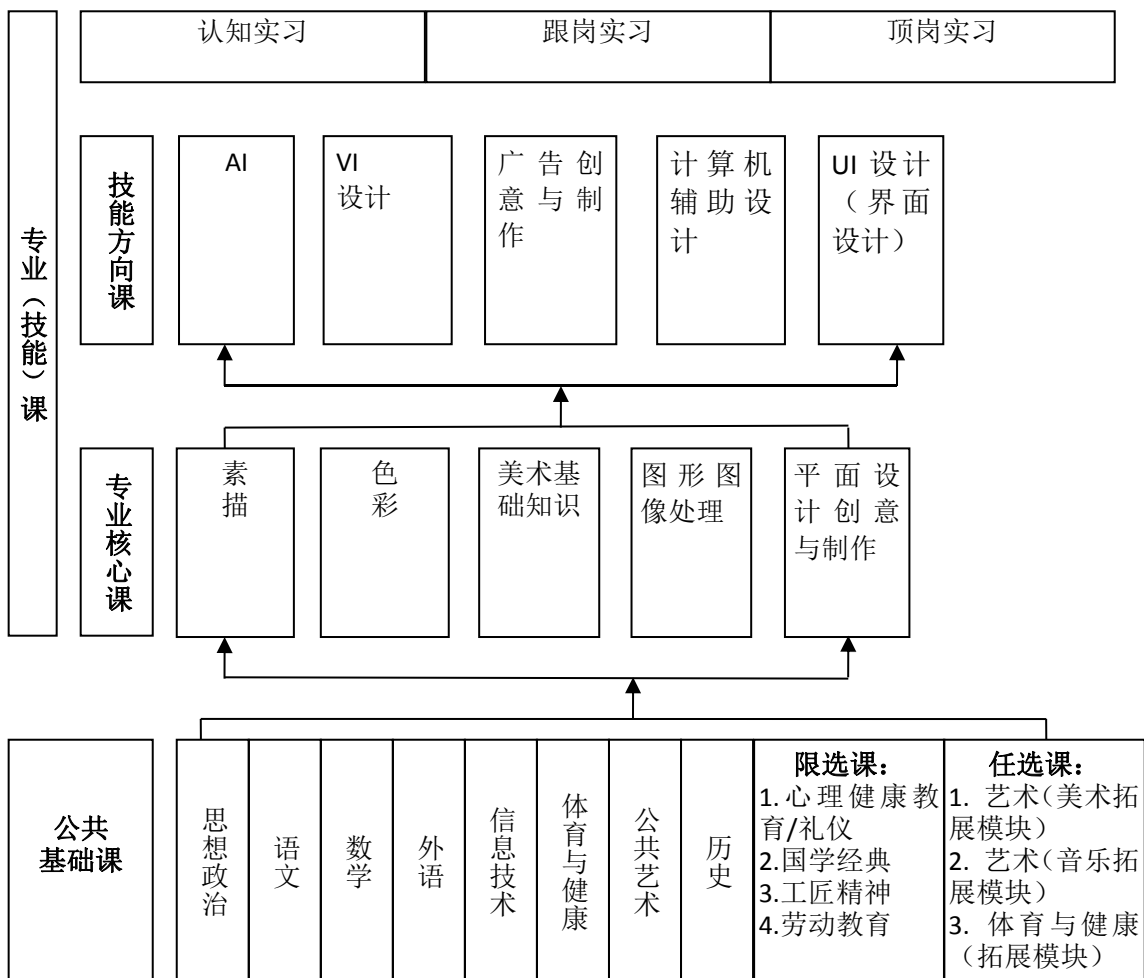 认知实习
跟岗实习
顶岗实习
专业（技能）课
技能方向课
AI
VI
设计
广告创
意与制
作
计算机
辅助设
计
UI 设计
（界面
设计）
专业核心课
素
描
色
彩
美术基
础知识
图形图
像处理
平面设
计创意
与制作
公共
基础课
思想政治
语文
数学
外语
信息技术
体育与健康
公共艺术
历史
限选课：
1.心理健康教
育/礼仪
2.国学经典
3.工匠精神
4.劳动教育
任选课：
1. 艺术（美术拓
展模块）
2. 艺术（音乐拓
展模块）
3. 体育与健康
（拓展模块）